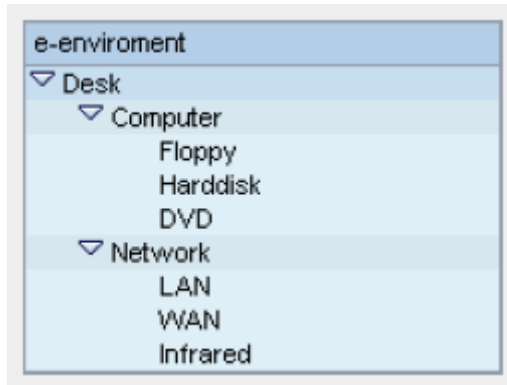 e-enviroment
Desk
Computer
Floppy
Harddisk
DVD
Network
LAN
WAN
Infrared